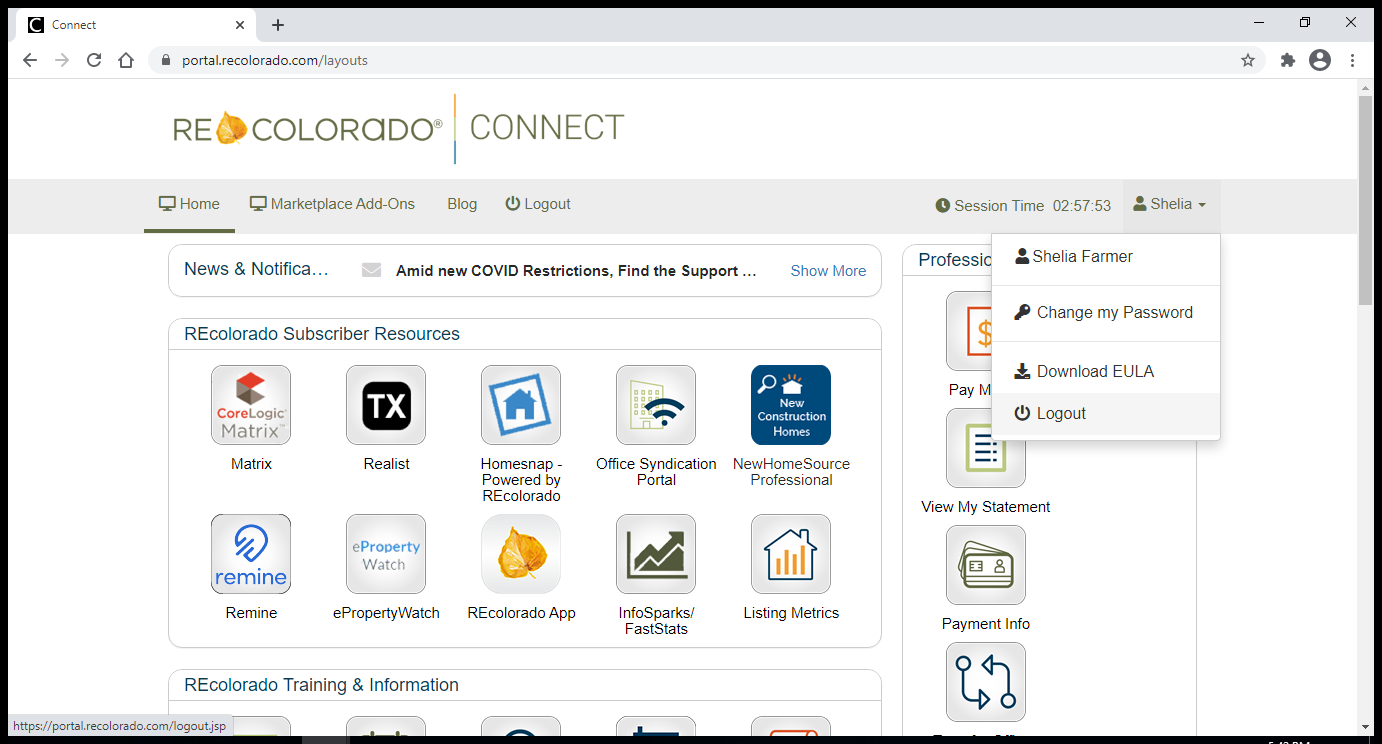 Connect
portal.recolorado.com/layouts
RECOLORADO® CONNECT
Home Marketplace Add-Ons Blog Logout Session Time 02:57:53 Shelia
Shelia Farmer
Change my Password
Download EULA
Logout
News & Notifica… Amid new COVID Restrictions, Find the Support … Show More
REcolorado Subscriber Resources
CoreLogic
Matrix™
TX
New
Construction
Homes
Matrix
Realist
Homesnap -
Powered by
REcolorado
Office Syndication
Portal
NewHomeSource
Professional
remine
eProperty
Watch
Remine
ePropertyWatch
REcolorado App
InfoSparks/
FastStats
Listing Metrics
REcolorado Training & Information
Professio
$
Pay M
View My Statement
Payment Info
https://portal.recolorado.com/logout.jsp